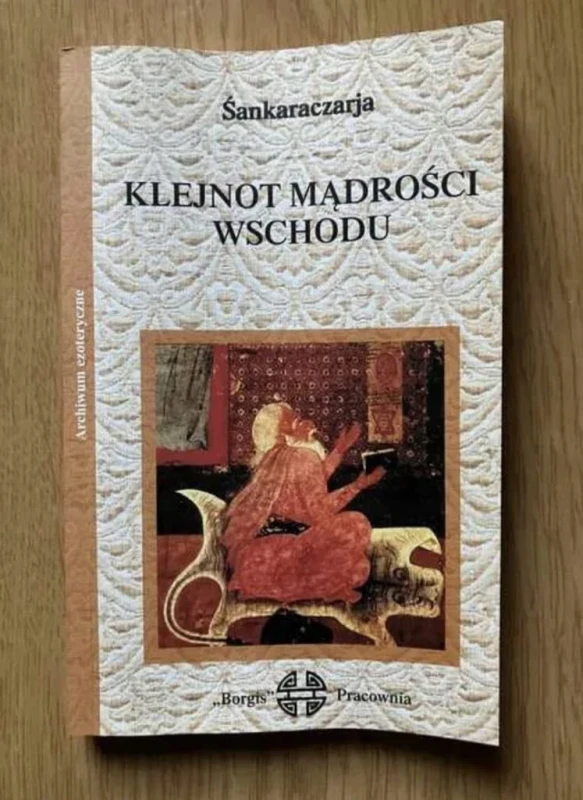 Śankaraczarja
KLEJNOT MĄDROŚCI
WSCHODU
Archiwum ezoteryczne
„Borgis” Pracownia